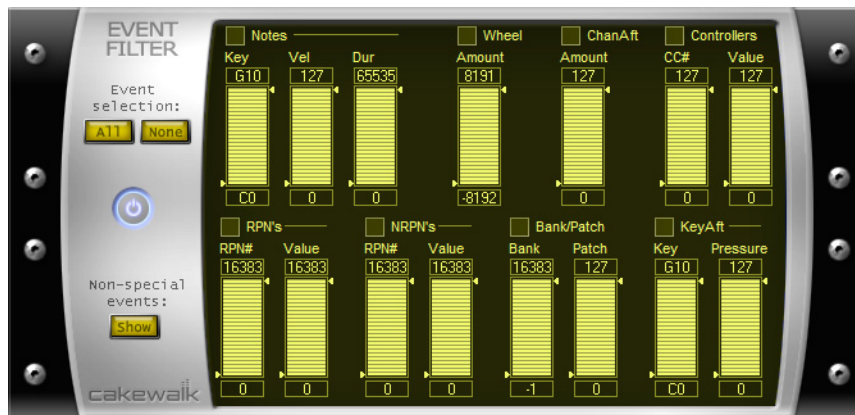 EVENT
FILTER
Event
selection:
All None
Non-special
events:
Show
cakewalk
Notes Wheel ChanAft Controllers
Key Vel Dur Amount Amount CC# Value
G10 127 65535 8191 127 127 127
C0 0 0 -8192 0 0 0
RPN's NRPN's Bank/Patch KeyAft
RPN# Value RPN# Value Bank Patch Key Pressure
16383 16383 16383 16383 16383 127 G10 127
0 0 0 0 -1 0 C0 0